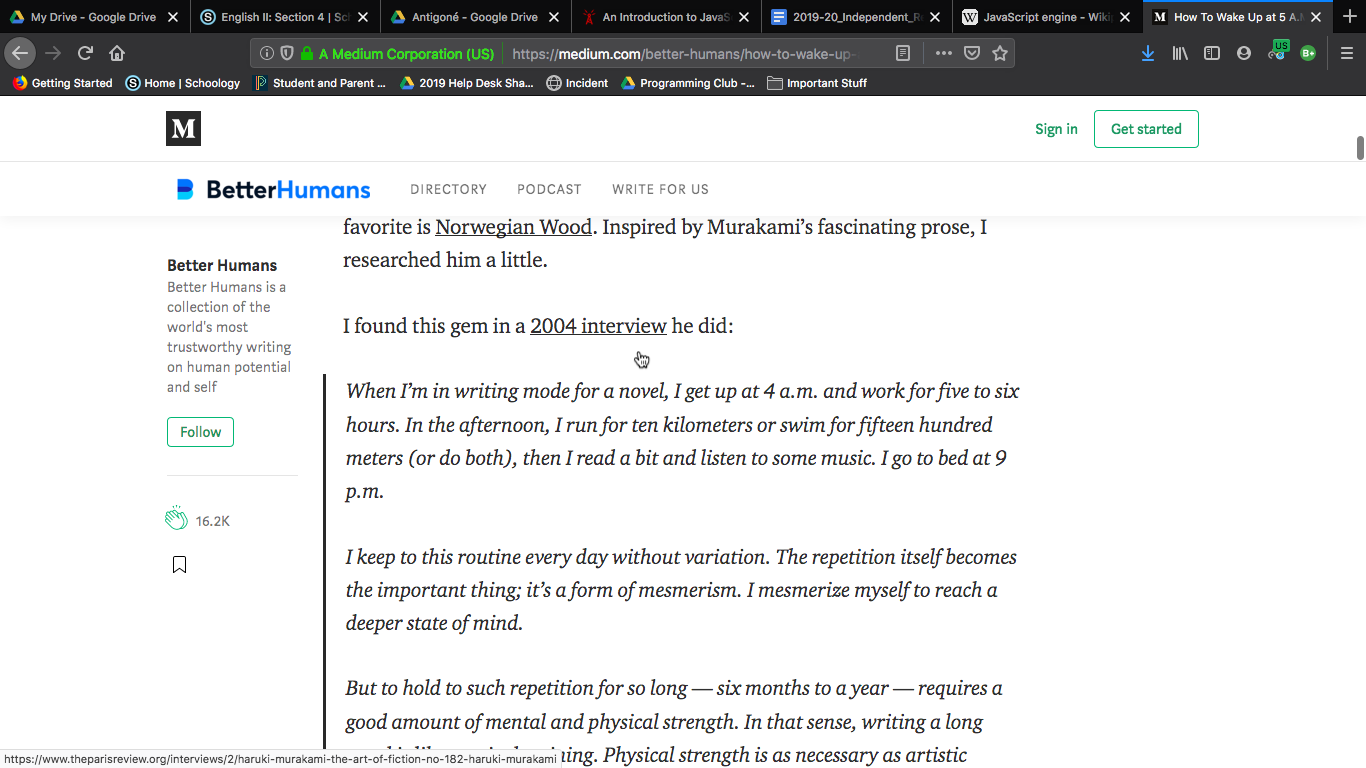 My Drive - Google Drive
English II: Section 4 | Sc
Antigoné - Google Drive
An Introduction to JavaS
2019-20_Independent_R
JavaScript engine - Wiki
How To Wake Up at 5 A.M
A Medium Corporation (US) https://medium.com/better-humans/how-to-wake-up-
US
B+
Getting Started
Home | Schoology
Student and Parent ...
2019 Help Desk Sha...
Incident
Programming Club -...
Important Stuff
M
Sign in
Get started
BetterHumans
DIRECTORY
PODCAST
WRITE FOR US
Better Humans
Better Humans is a
collection of the
world's most
trustworthy writing
on human potential
and self
Follow
16.2K
favorite is Norwegian Wood. Inspired by Murakami’s fascinating prose, I
researched him a little.
I found this gem in a 2004 interview he did:
When I’m in writing mode for a novel, I get up at 4 a.m. and work for five to six
hours. In the afternoon, I run for ten kilometers or swim for fifteen hundred
meters (or do both), then I read a bit and listen to some music. I go to bed at 9
p.m.
I keep to this routine every day without variation. The repetition itself becomes
the important thing; it’s a form of mesmerism. I mesmerize myself to reach a
deeper state of mind.
But to hold to such repetition for so long — six months to a year — requires a
good amount of mental and physical strength. In that sense, writing a long
Physical strength is as necessary as artistic
https://www.theparisreview.org/interviews/2/haruki-murakami-the-art-of-fiction-no-182-haruki-murakami